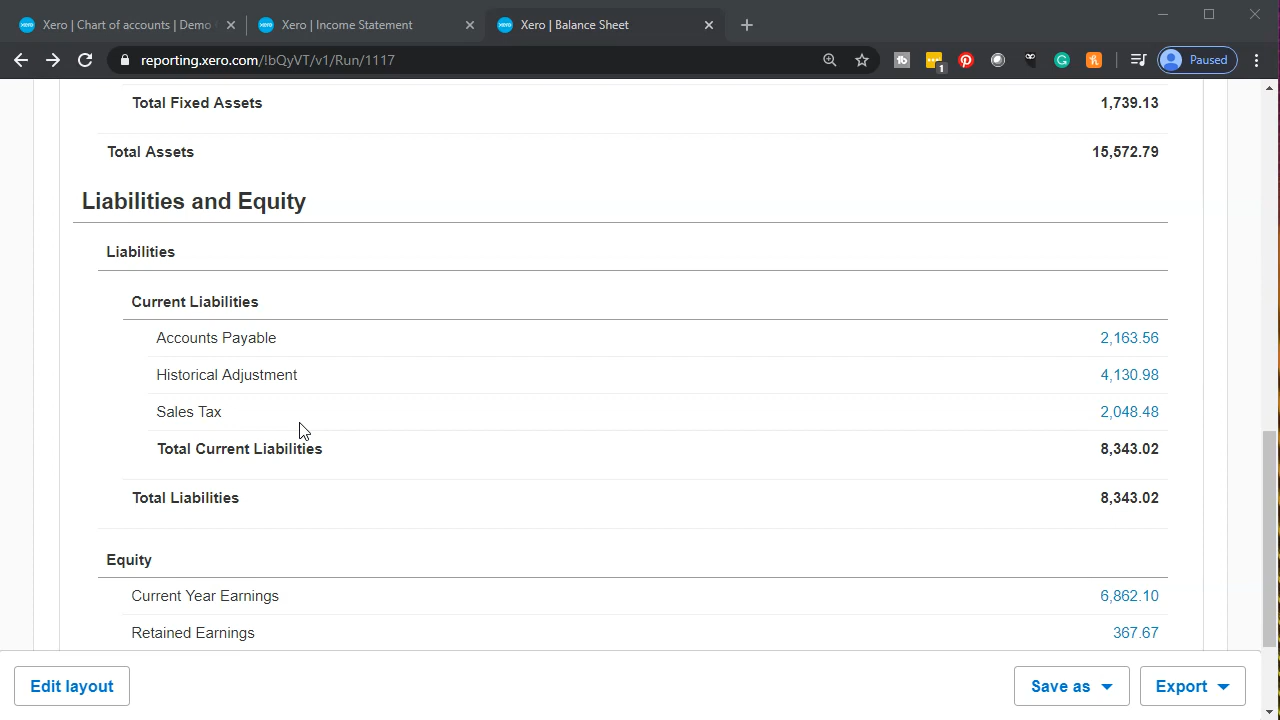 Xero | Chart of accounts | Demo
Xero | Income Statement
Xero | Balance Sheet
reporting.xero.com/!bQyVT/v1/Run/1117
1
Paused
Total Fixed Assets 1,739.13
Total Assets 15,572.79
Liabilities and Equity
Liabilities
Current Liabilities
Accounts Payable 2,163.56
Historical Adjustment 4,130.98
Sales Tax 2,048.48
Total Current Liabilities 8,343.02
Total Liabilities 8,343.02
Equity
Current Year Earnings 6,862.10
Retained Earnings 367.67
Edit layout
Save as
Export